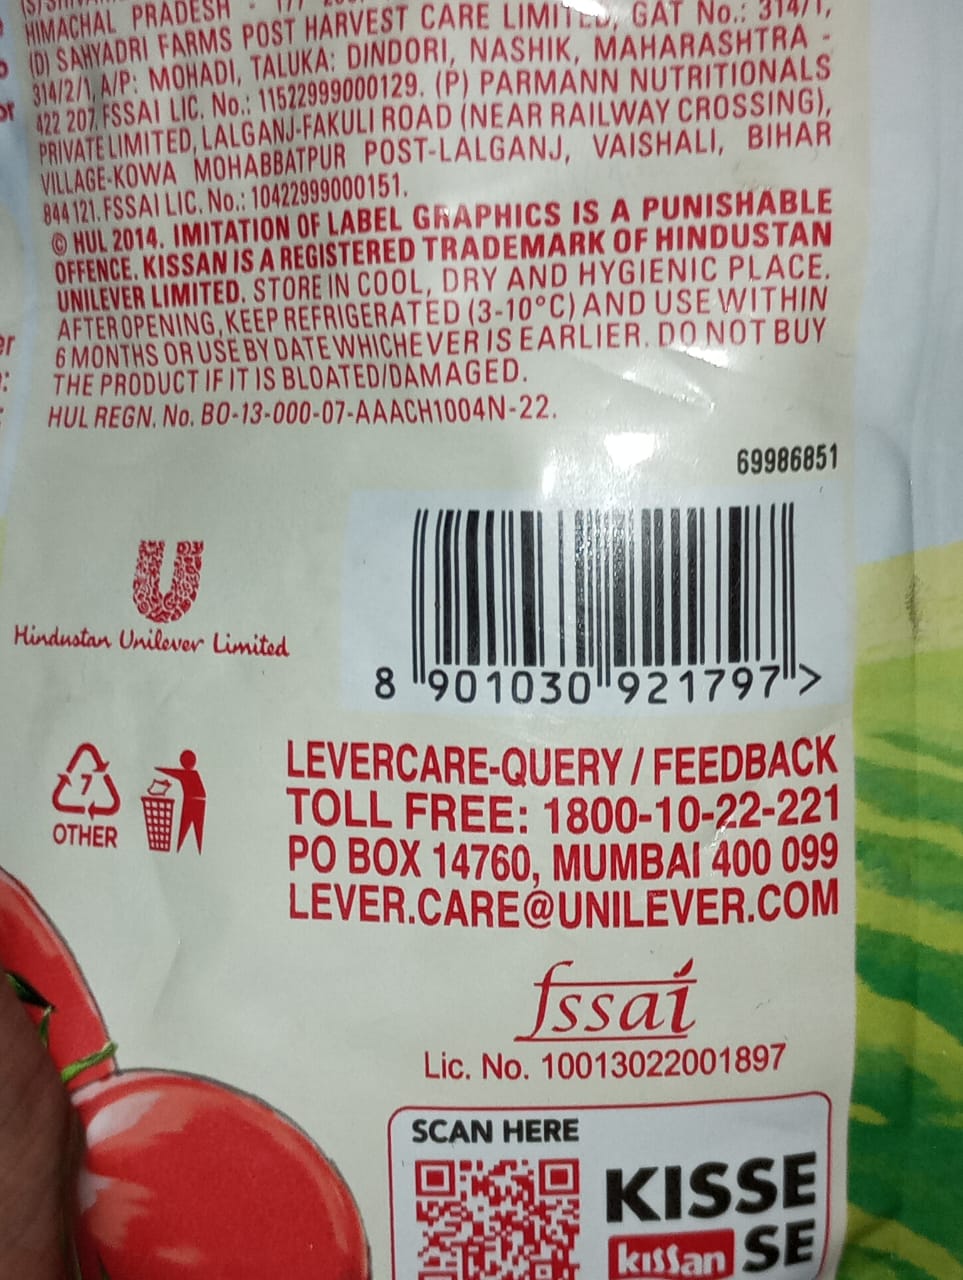 HIMACHAL PRADESH
(D) SAHYADRI FARMS POST HARVEST CARE LIMITED, GAT No.: 314/1,
314/2/1, A/P: MOHADI, TALUKA: DINDORI, NASHIK, MAHARASHTRA -
422 207. FSSAI LIC. No.: 11522999000129. (P) PARMANN NUTRITIONALS
PRIVATE LIMITED, LALGANJ-FAKULI ROAD (NEAR RAILWAY CROSSING),
VILLAGE-KOWA MOHABBATPUR POST-LALGANJ, VAISHALI, BIHAR
844 121. FSSAI LIC. No.: 10422999000151.
© HUL 2014. IMITATION OF LABEL GRAPHICS IS A PUNISHABLE
OFFENCE. KISSAN IS A REGISTERED TRADEMARK OF HINDUSTAN
UNILEVER LIMITED. STORE IN COOL, DRY AND HYGIENIC PLACE.
AFTER OPENING, KEEP REFRIGERATED (3-10°C) AND USE WITHIN
6 MONTHS OR USE BY DATE WHICHEVER IS EARLIER. DO NOT BUY
THE PRODUCT IF IT IS BLOATED/DAMAGED.
HUL REGN. No. BO-13-000-07-AAACH1004N-22.
69986851
Hindustan Unilever Limited
8 901030 921797 >
7
OTHER
LEVERCARE-QUERY / FEEDBACK
TOLL FREE: 1800-10-22-221
PO BOX 14760, MUMBAI 400 099
LEVER.CARE@UNILEVER.COM
fssai
Lic. No. 10013022001897
SCAN HERE
KISSE
kissan SE